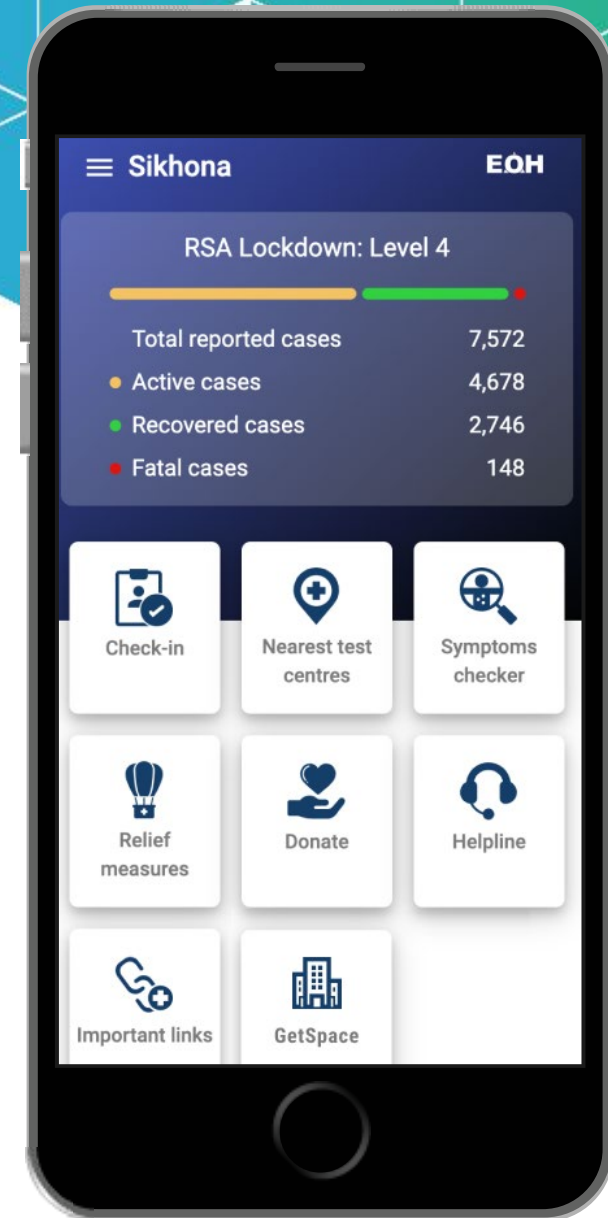 Sikhona
EOH
RSA Lockdown: Level 4
Total reported cases 7,572
Active cases 4,678
Recovered cases 2,746
Fatal cases 148
Check-in
Nearest test
centres
Symptoms
checker
Relief
measures
Donate
Helpline
Important links
GetSpace